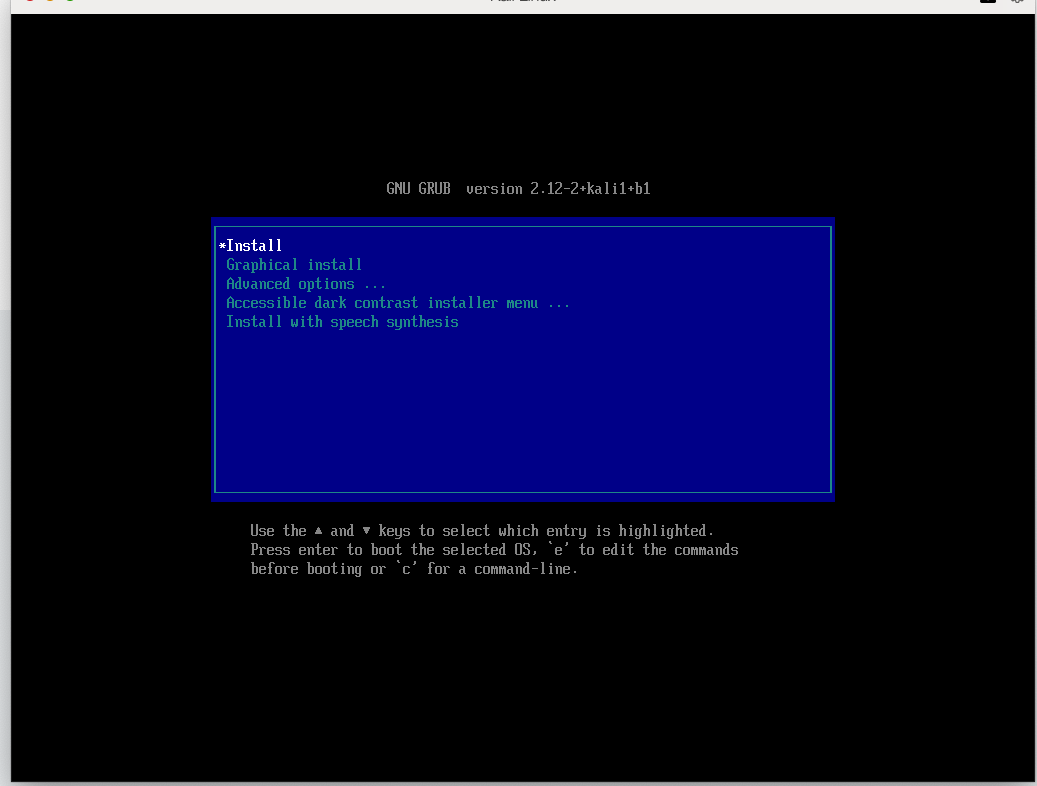 GNU GRUB  version 2.12-2+kali1+b1
*Install
Graphical install
Advanced options ...
Accessible dark contrast installer menu ...
Install with speech synthesis
Use the ▲ and ▼ keys to select which entry is highlighted.
Press enter to boot the selected OS, `e' to edit the commands
before booting or `c' for a command-line.